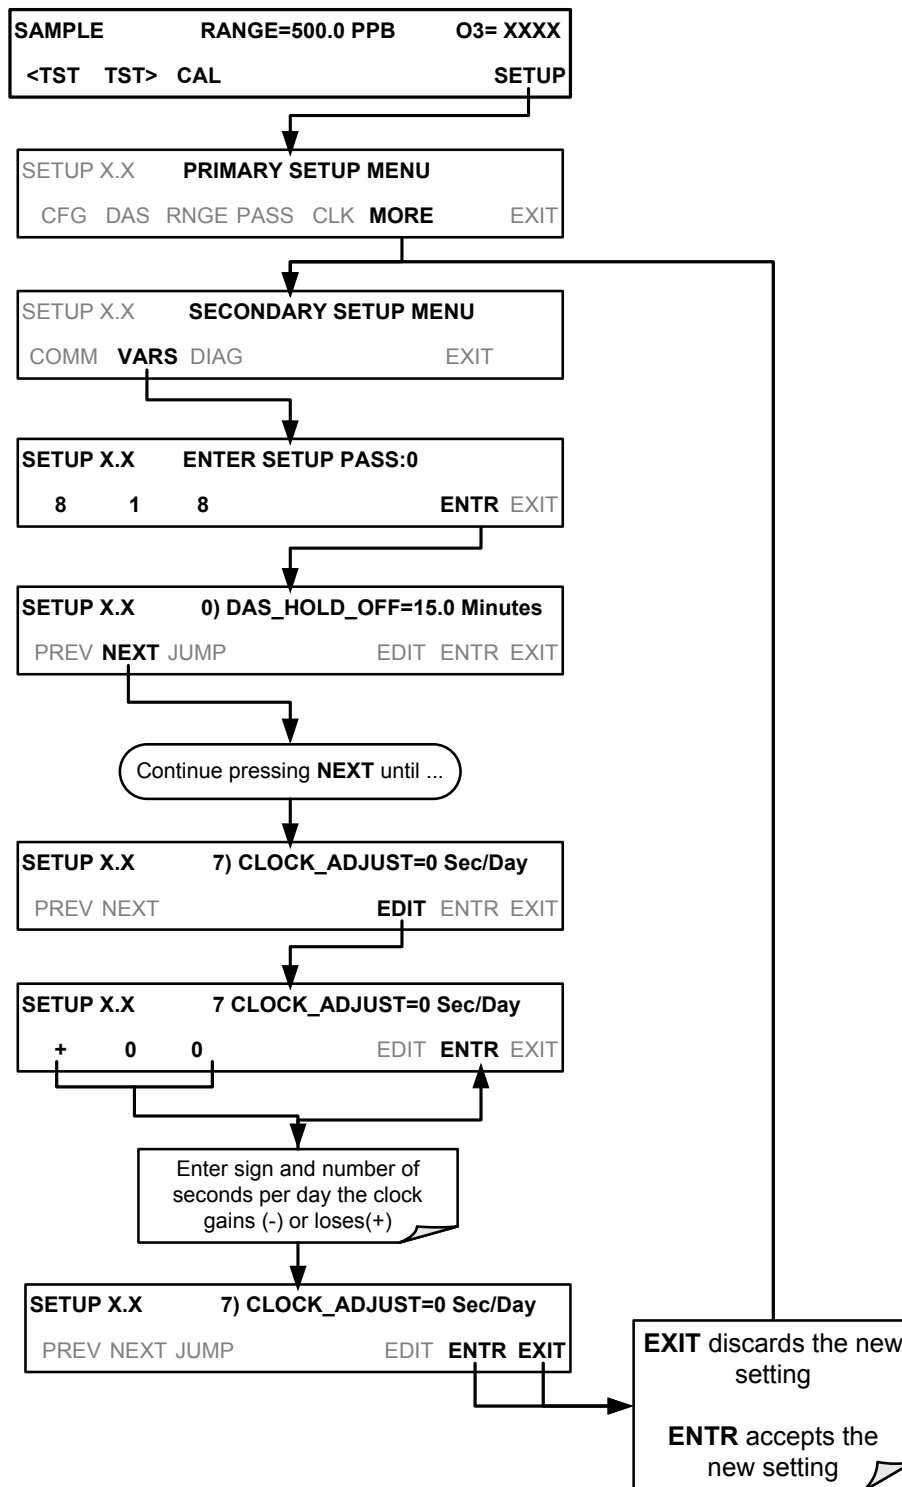 SAMPLE RANGE=500.0 PPB O3= XXXX
<TST TST> CAL SETUP
SETUP X.X PRIMARY SETUP MENU
CFG DAS RNGE PASS CLK MORE EXIT
SETUP X.X SECONDARY SETUP MENU
COMM VARS DIAG EXIT
SETUP X.X ENTER SETUP PASS:0
8 1 8 ENTR EXIT
SETUP X.X 0) DAS_HOLD_OFF=15.0 Minutes
PREV NEXT JUMP EDIT ENTR EXIT
Continue pressing NEXT until ...
SETUP X.X 7) CLOCK_ADJUST=0 Sec/Day
PREV NEXT EDIT ENTR EXIT
SETUP X.X 7 CLOCK_ADJUST=0 Sec/Day
+ 0 0 EDIT ENTR EXIT
Enter sign and number of
seconds per day the clock
gains (-) or loses(+)
SETUP X.X 7) CLOCK_ADJUST=0 Sec/Day
PREV NEXT JUMP EDIT ENTR EXIT
EXIT discards the new
setting
ENTR accepts the
new setting